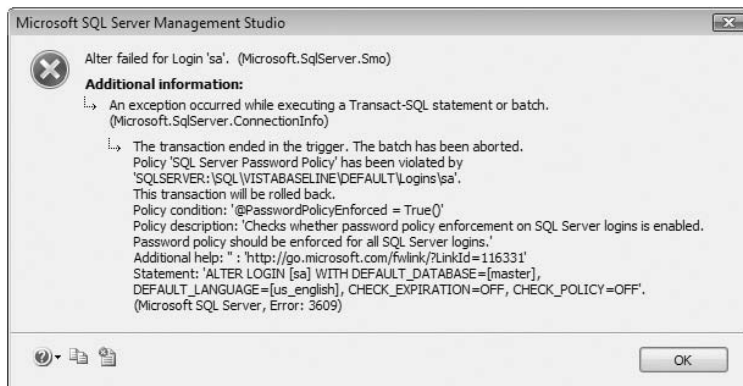 Microsoft SQL Server Management Studio
Alter failed for Login 'sa'. (Microsoft.SqlServer.Smo)
Additional information:
An exception occurred while executing a Transact-SQL statement or batch.
(Microsoft.SqlServer.ConnectionInfo)
The transaction ended in the trigger. The batch has been aborted.
Policy 'SQL Server Password Policy' has been violated by
'SQLSERVER:\SQL\VISTABASELINE\DEFAULT\Logins\sa'.
This transaction will be rolled back.
Policy condition: '@PasswordPolicyEnforced = True()'
Policy description: 'Checks whether password policy enforcement on SQL Server logins is enabled.
Password policy should be enforced for all SQL Server logins.'
Additional help: '' : 'http://go.microsoft.com/fwlink/?LinkId=116331'
Statement: 'ALTER LOGIN [sa] WITH DEFAULT_DATABASE=[master],
DEFAULT_LANGUAGE=[us_english], CHECK_EXPIRATION=OFF, CHECK_POLICY=OFF'.
(Microsoft SQL Server, Error: 3609)
OK